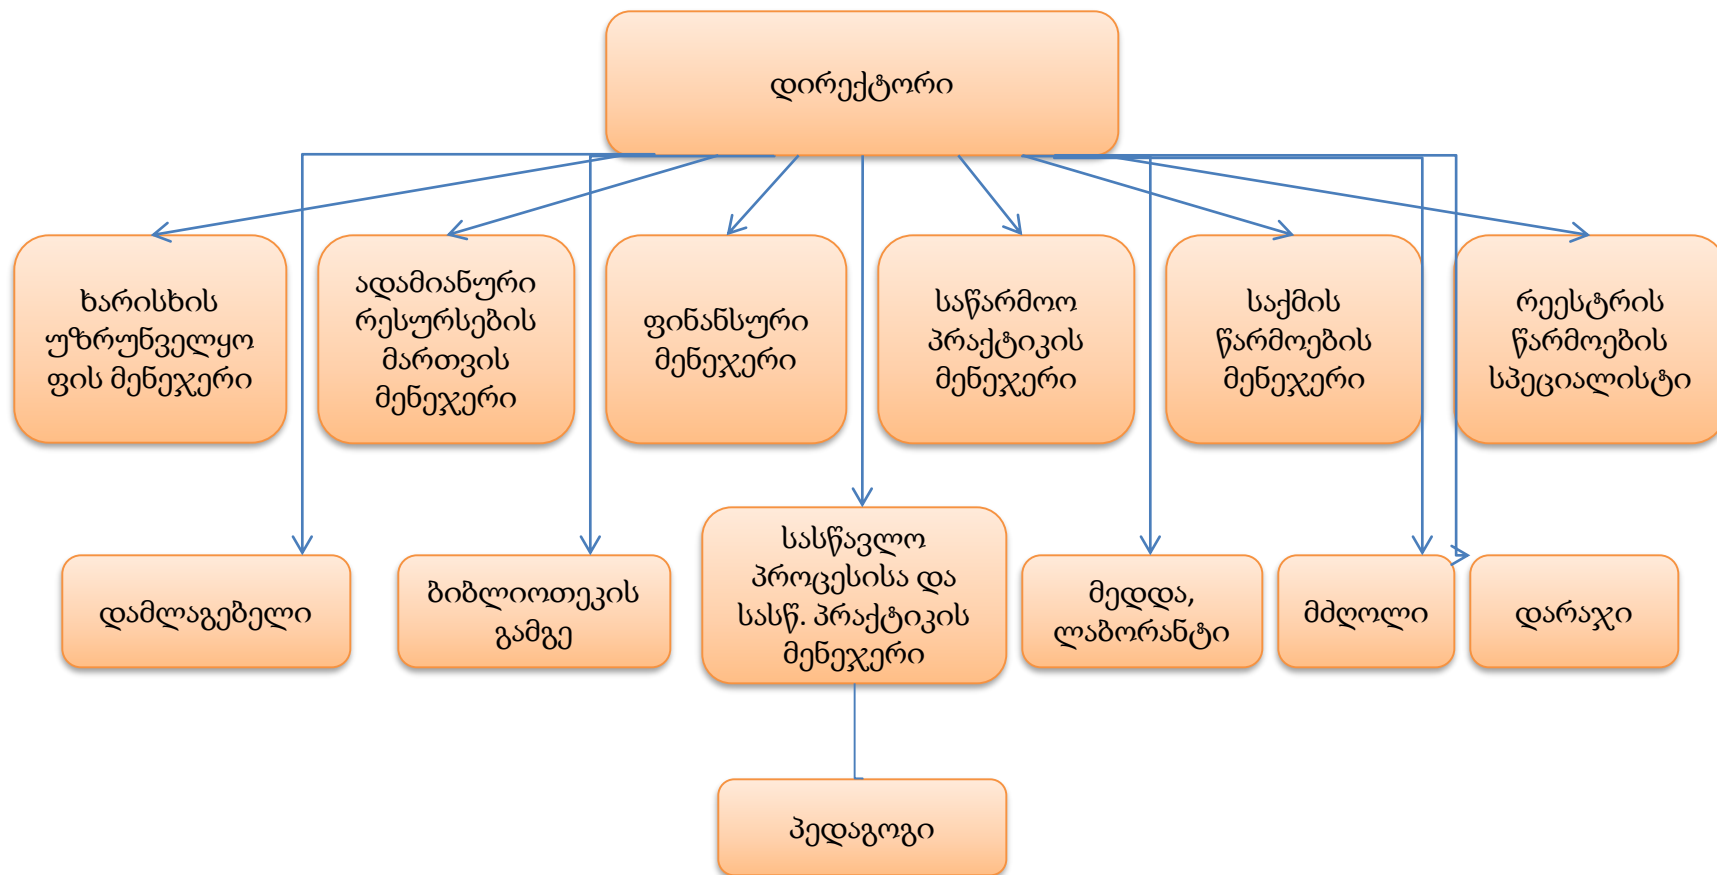 დირექტორი
ხარისხის
უზრუნველყო
ფის მენეჯერი
ადამიანური
რესურსების
მართვის
მენეჯერი
ფინანსური
მენეჯერი
საწარმოო
პრაქტიკის
მენეჯერი
საქმის
წარმოების
მენეჯერი
რეესტრის
წარმოების
სპეციალისტი
დამლაგებელი
ბიბლიოთეკის
გამგე
სასწავლო
პროცესისა და
სასწ. პრაქტიკის
მენეჯერი
მედდა,
ლაბორანტი
მძღოლი
დარაჯი
პედაგოგი